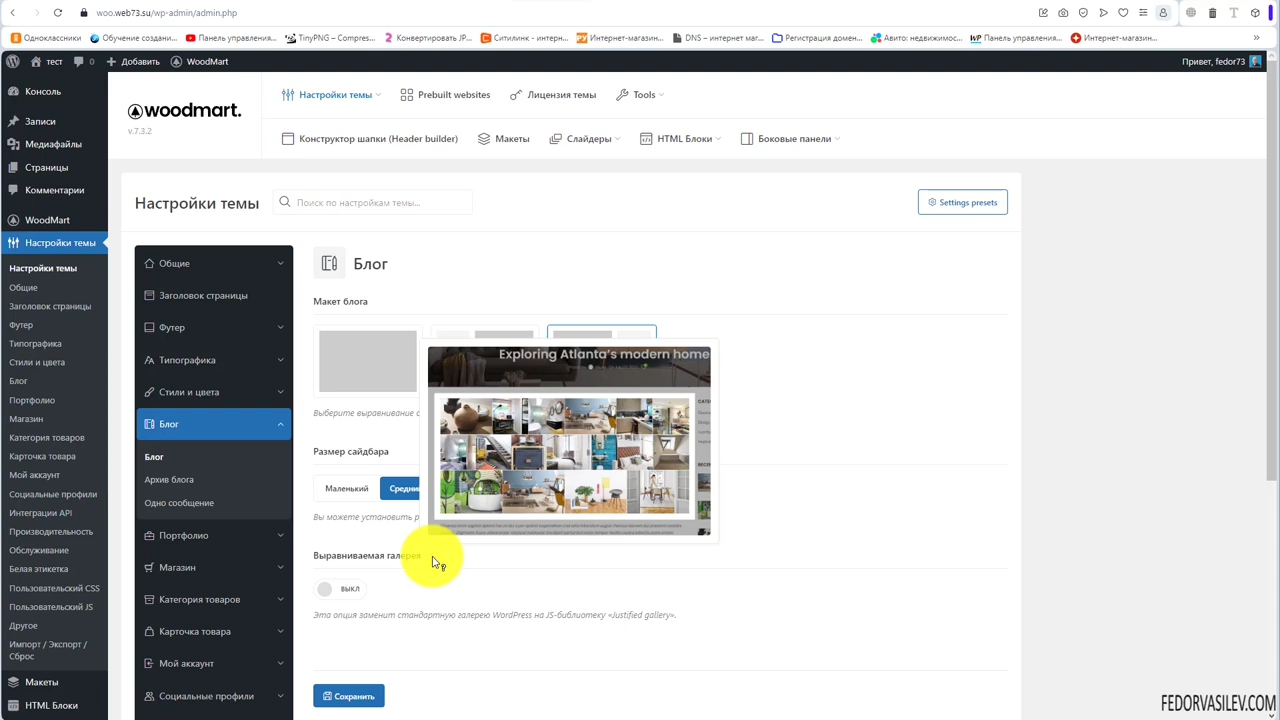 woo.web73.su/wp-admin/admin.php
Одноклассники
Обучение создани...
Панель управления...
TinyPNG – Compres...
Конвертировать JP...
Ситилинк - интерн...
Интернет-магазин...
DNS – интернет маг...
Регистрация домен...
Авито: недвижимос...
Панель управления...
Интернет-магазин...
тест
0
Добавить
WoodMart
Привет, fedor73
Консоль
Записи
Медиафайлы
Страницы
Комментарии
WoodMart
Настройки темы
Настройки темы
Общие
Заголовок страницы
Футер
Типографика
Стили и цвета
Блог
Портфолио
Магазин
Категория товаров
Карточка товара
Мой аккаунт
Социальные профили
Интеграции API
Производительность
Обслуживание
Белая этикетка
Пользовательский CSS
Пользовательский JS
Другое
Импорт / Экспорт /
Сброс
Макеты
HTML Блоки
woodmart.
v.7.3.2
Настройки темы
Prebuilt websites
Лицензия темы
Tools
Конструктор шапки (Header builder)
Макеты
Слайдеры
HTML Блоки
Боковые панели
Настройки темы
Поиск по настройкам темы...
Settings presets
Общие
Заголовок страницы
Футер
Типографика
Стили и цвета
Блог
Блог
Архив блога
Одно сообщение
Портфолио
Магазин
Категория товаров
Карточка товара
Мой аккаунт
Социальные профили
Блог
Макет блога
Exploring Atlanta's modern home
Выберите выравнивание с
Размер сайдбара
Маленький
Средни
Вы можете установить р
Выравниваемая галерея
ВЫКЛ
Эта опция заменит стандартную галерею WordPress на JS-библиотеку «Justified gallery».
Сохранить
FEDORVASILEV.COM